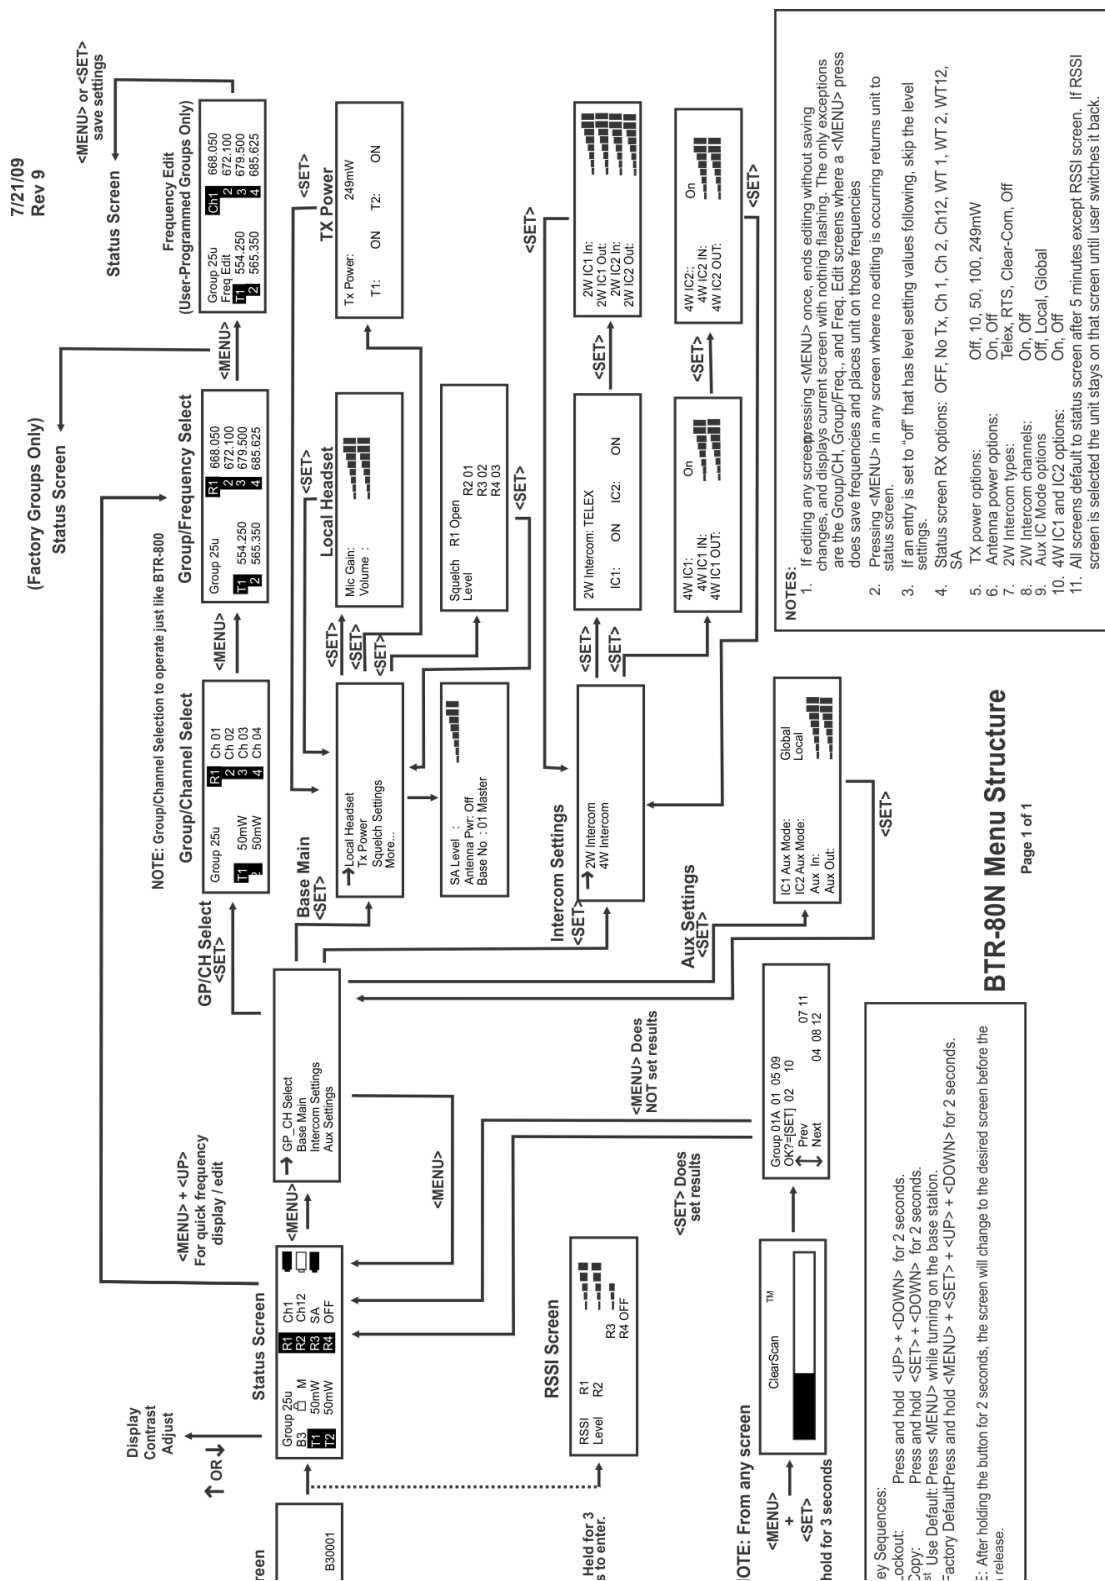 7/21/09
Rev 9
(Factory Groups Only)
Status Screen
Status Screen
<MENU> or <SET>
save settings
NOTE: Group/Channel Selection to operate just like BTR-800
Group/Channel Select
Group 25u
T1 50mW
2 50mW
R1 Ch 01
2 Ch 02
3 Ch 03
4 Ch 04
<MENU>
Group/Frequency Select
Group 25u
T1 554.250
2 565.350
R1 668.050
2 672.100
3 679.500
4 685.625
<MENU>
Frequency Edit
(User-Programmed Groups Only)
Group 25u
Freq Edit
T1 554.250
2 565.350
Ch1 668.050
2 672.100
3 679.500
4 685.625
GP/CH Select
<SET>
Base Main
<SET>
Local Headset
Tx Power
Squelch Settings
More...
SA Level :
Antenna Pwr: Off
Base No : 01 Master
<SET>
<SET>
<SET>
Local Headset
<SET>
Mic Gain:
Volume :
TX Power
<SET>
Tx Power: 249mW
T1: ON T2: ON
Squelch R1 Open
Level R2 01
R3 02
R4 03
<SET>
Intercom Settings
<SET>
2W Intercom
4W Intercom
<SET>
<SET>
2W Intercom: TELEX
IC1: ON IC2: ON
<SET>
2W IC1 In:
2W IC1 Out:
2W IC2 In:
2W IC2 Out:
<SET>
4W IC1: On
4W IC1 IN:
4W IC1 OUT:
<SET>
4W IC2:: On
4W IC2 IN:
4W IC2 OUT:
<SET>
Aux Settings
<SET>
IC1 Aux Mode: Global
IC2 Aux Mode: Local
Aux In:
Aux Out:
<SET>
<MENU> + <UP>
For quick frequency
display / edit
<MENU>
GP_CH Select
Base Main
Intercom Settings
Aux Settings
<MENU>
Display
Contrast
Adjust
↑ OR ↓
Status Screen
Group 25u
B3 M
T1 50mW
T2 50mW
R1 Ch1
R2 Ch12
R3 SA
R4 OFF
reen
B30001
Held for 3
s to enter.
RSSI Screen
RSSI R1
Level R2
R3
R4 OFF
<MENU> Does
NOT set results
<SET> Does
set results
Group 01A 01 05 09
OK?=[SET] 02 10
Prev 07 11
Next 04 08 12
OTE: From any screen
<MENU>
+
<SET>
hold for 3 seconds
ClearScan TM
ey Sequences:
Lockout: Press and hold <UP> + <DOWN> for 2 seconds.
Copy: Press and hold <SET> + <DOWN> for 2 seconds.
st Use Default: Press <MENU> while turning on the base station.
Factory Default: Press and hold <MENU> + <SET> + <UP> + <DOWN> for 2 seconds.
E: After holding the button for 2 seconds, the screen will change to the desired screen before the
release.
BTR-80N Menu Structure
Page 1 of 1
NOTES:
1. If editing any screen, pressing <MENU> once, ends editing without saving
changes, and displays current screen with nothing flashing. The only exceptions
are the Group/CH, Group/Freq., and Freq. Edit screens where a <MENU> press
does save frequencies and places unit on those frequencies
2. Pressing <MENU> in any screen where no editing is occurring returns unit to
status screen.
3. If an entry is set to "off" that has level setting values following, skip the level
settings.
4. Status screen RX options: OFF, No Tx, Ch 1, Ch 2, Ch12, WT 1, WT 2, WT12,
SA
5. TX power options: Off, 10, 50, 100, 249mW
6. Antenna power options: On, Off
7. 2W Intercom types: Telex, RTS, Clear-Com, Off
8. 2W Intercom channels: On, Off
9. Aux IC Mode options Off, Local, Global
10. 4W IC1 and IC2 options: On, Off
11. All screens default to status screen after 5 minutes except RSSI screen. If RSSI
screen is selected the unit stays on that screen until user switches it back.